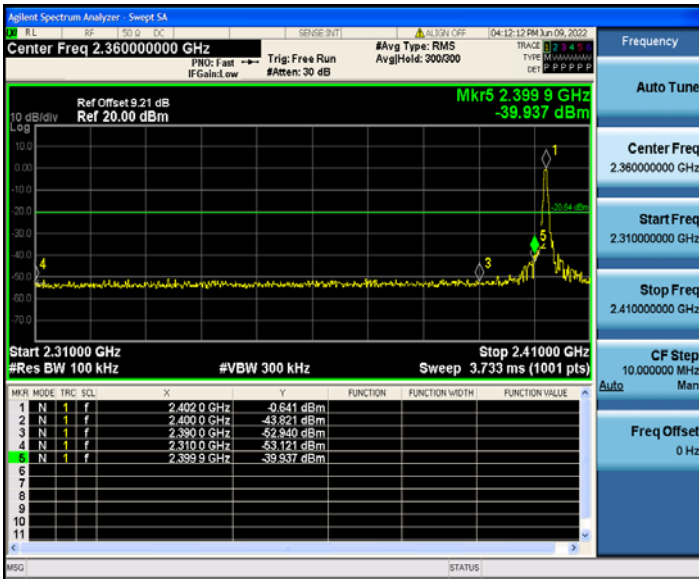 Agilent Spectrum Analyzer - Swept SA
RL RF 50 Ω DC SENSE:INT ALIGN OFF 04:12:12 PM Jun 09, 2022
Center Freq 2.360000000 GHz
PNO: Fast
IFGain:Low
Trig: Free Run
#Atten: 30 dB
#Avg Type: RMS
Avg|Hold: 300/300
TRACE 1 2 3 4 5 6
TYPE M
DET P P P P P P
Mkr5 2.399 9 GHz
-39.937 dBm
Ref Offset 9.21 dB
10 dB/div Ref 20.00 dBm
Log
10.0
0.00
-10.0
-20.0
-30.0
-40.0
-50.0
-60.0
-70.0
1
-20.64 dBm
5
2
3
4
Start 2.31000 GHz Stop 2.41000 GHz
#Res BW 100 kHz #VBW 300 kHz Sweep 3.733 ms (1001 pts)
MKR MODE TRC SCL X Y FUNCTION FUNCTION WIDTH FUNCTION VALUE
1 N 1 f 2.402 0 GHz -0.641 dBm
2 N 1 f 2.400 0 GHz -43.821 dBm
3 N 1 f 2.390 0 GHz -52.940 dBm
4 N 1 f 2.310 0 GHz -53.121 dBm
5 N 1 f 2.399 9 GHz -39.937 dBm
6
7
8
9
10
11
MSG STATUS
Frequency
Auto Tune
Center Freq
2.360000000 GHz
Start Freq
2.310000000 GHz
Stop Freq
2.410000000 GHz
CF Step
10.000000 MHz
Auto Man
Freq Offset
0 Hz